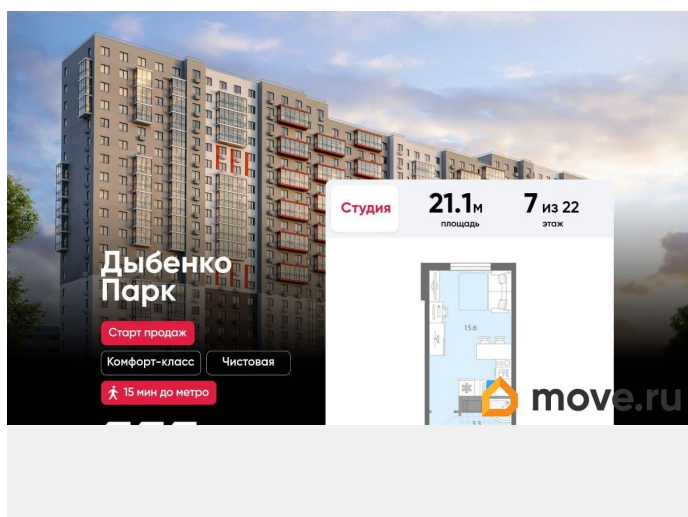 Студия
21.1м
площадь
7 из 22
этаж
Дыбенко
Парк
Старт продаж
Комфорт-класс
Чистовая
15 мин до метро
15.6
3.3
move.ru